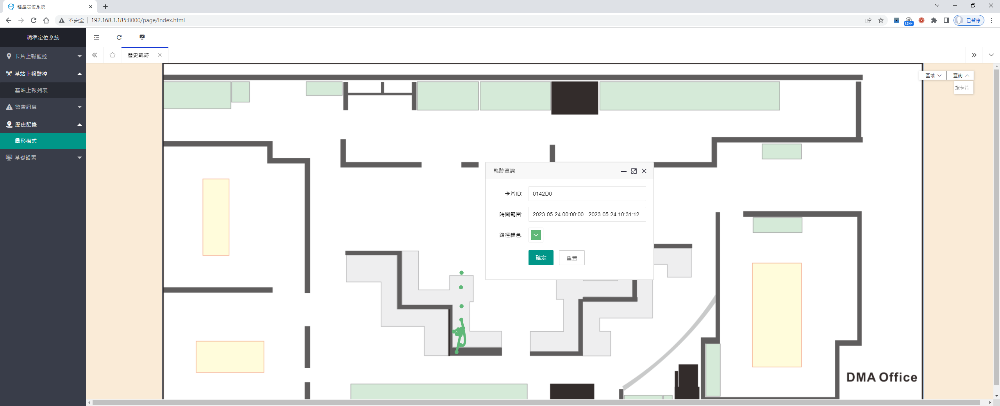 精準定位系統
不安全 192.168.1.185:8000/page/index.html
OFF
已暫停
精準定位系統
卡片上報監控
基站上報監控
基站上報列表
警告訊息
歷史記錄
圖形模式
基礎設置
歷史軌跡
區域 查詢
按卡片
軌跡查詢
卡片ID: 0142D0
時間範圍: 2023-05-24 00:00:00 - 2023-05-24 10:31:12
路徑顏色:
確定 重置
DMA Office